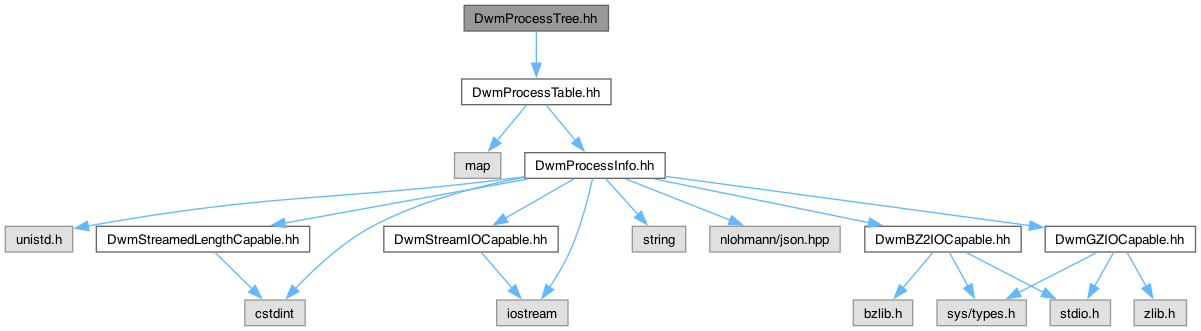 DwmProcessTree.hh
DwmProcessTable.hh
map
DwmProcessInfo.hh
unistd.h
DwmStreamedLengthCapable.hh
DwmStreamIOCapable.hh
string
nlohmann/json.hpp
DwmBZ2IOCapable.hh
DwmGZIOCapable.hh
cstdint
iostream
bzlib.h
sys/types.h
stdio.h
zlib.h